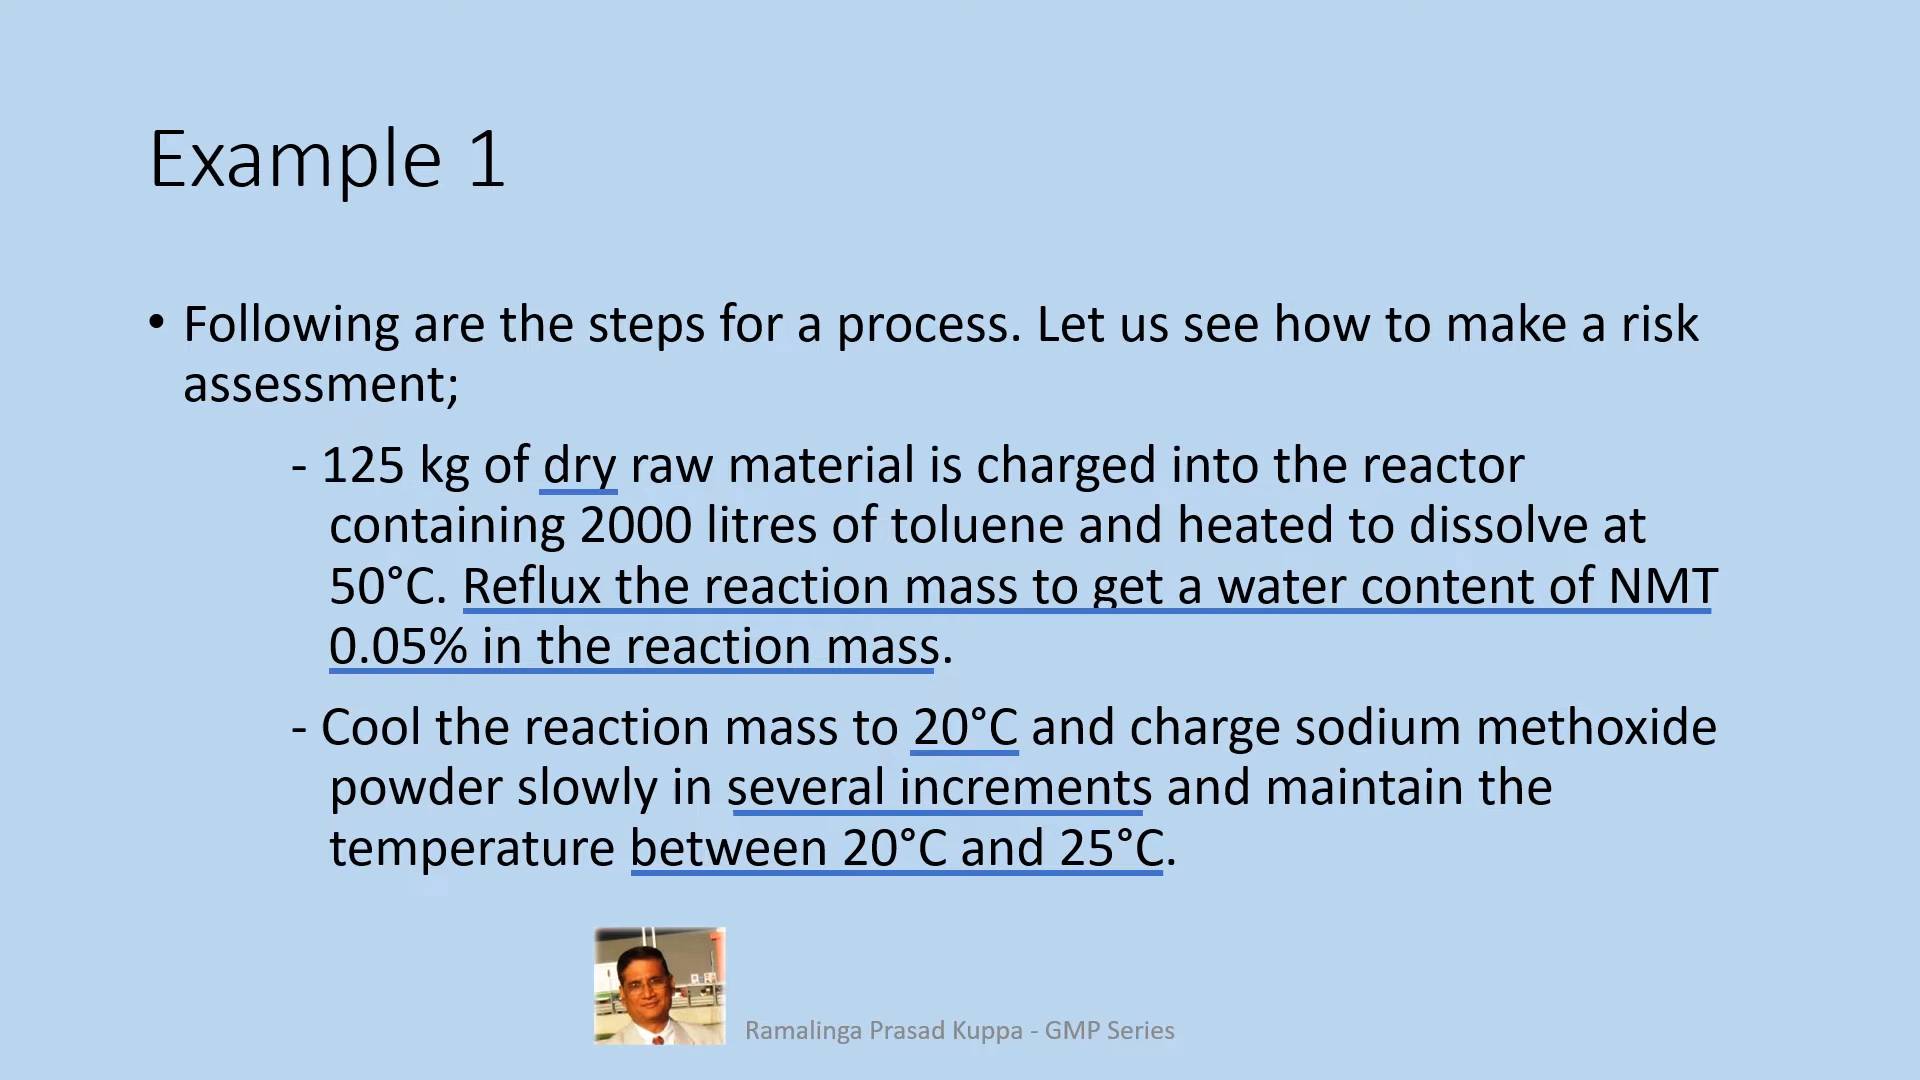 Example 1
• Following are the steps for a process. Let us see how to make a risk
assessment;
- 125 kg of dry raw material is charged into the reactor
containing 2000 litres of toluene and heated to dissolve at
50°C. Reflux the reaction mass to get a water content of NMT
0.05% in the reaction mass.
- Cool the reaction mass to 20°C and charge sodium methoxide
powder slowly in several increments and maintain the
temperature between 20°C and 25°C.
Ramalinga Prasad Kuppa - GMP Series